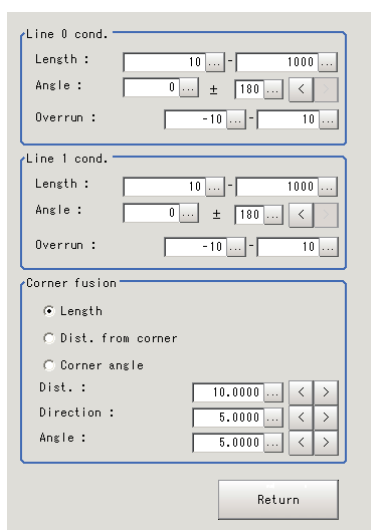 Line 0 cond.
Length : 10 ... - 1000 ...
Angle : 0 ... ± 180 ... < >
Overrun : -10 ... - 10 ...
Line 1 cond.
Length : 10 ... - 1000 ...
Angle : 0 ... ± 180 ... < >
Overrun : -10 ... - 10 ...
Corner fusion
Length
Dist. from corner
Corner angle
Dist. : 10.0000 ... < >
Direction : 5.0000 ... < >
Angle : 5.0000 ... < >
Return